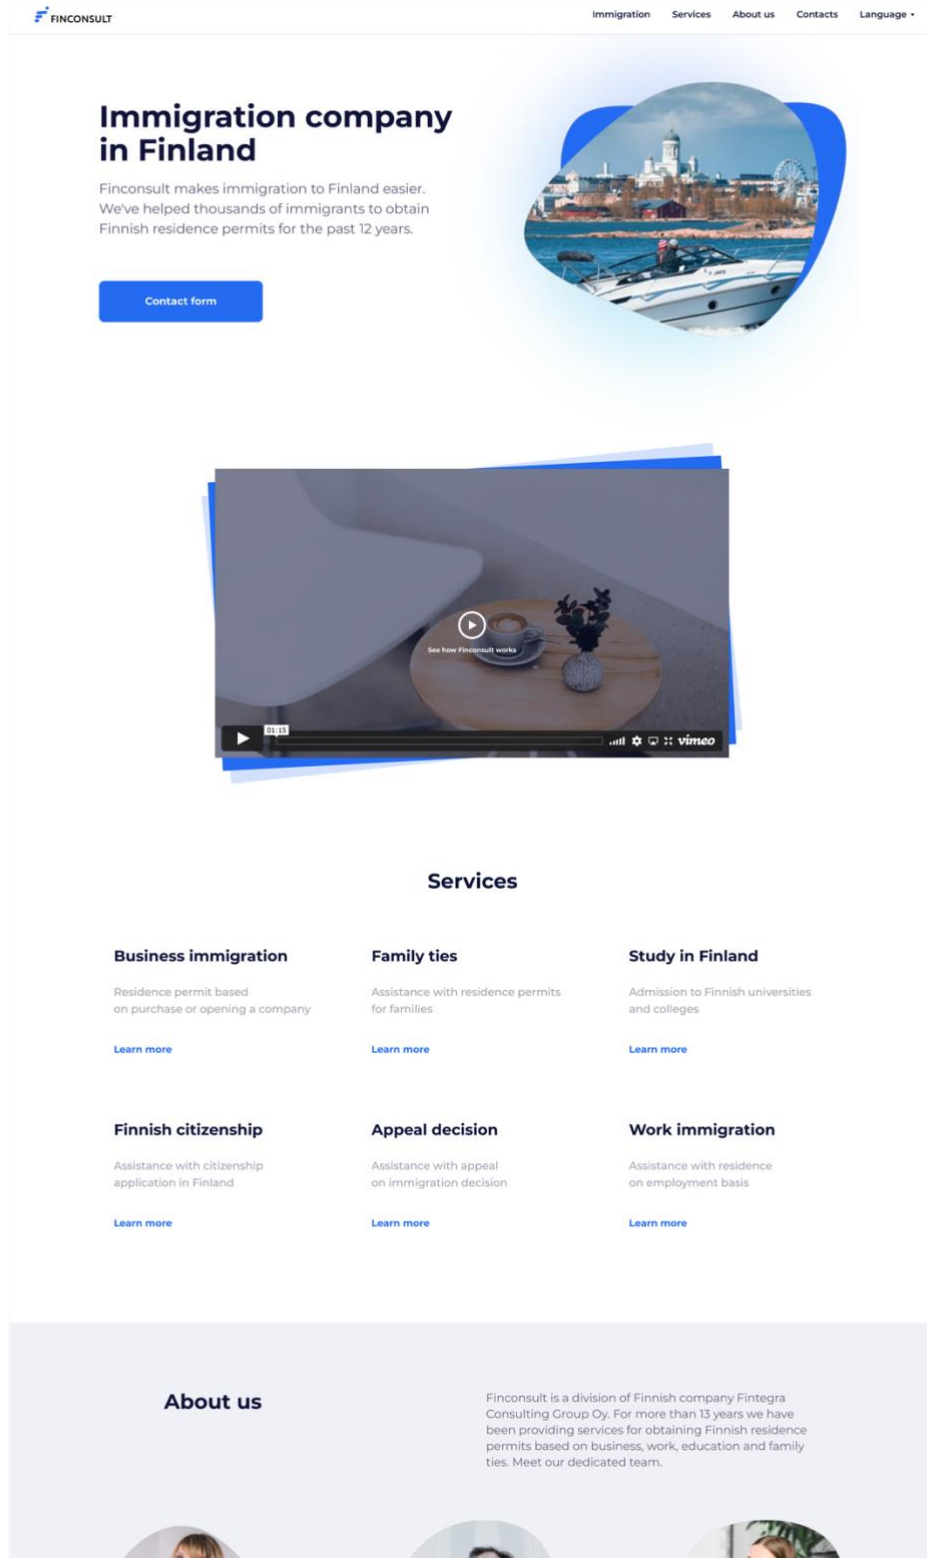 FINCONSULT
Immigration Services About us Contacts Language
Immigration company
in Finland
Finconsult makes immigration to Finland easier.
We've helped thousands of immigrants to obtain
Finnish residence permits for the past 12 years.
Contact form
See how Finconsult works
01:15
vimeo
Services
Business immigration
Residence permit based
on purchase or opening a company
Learn more
Family ties
Assistance with residence permits
for families
Learn more
Study in Finland
Admission to Finnish universities
and colleges
Learn more
Finnish citizenship
Assistance with citizenship
application in Finland
Learn more
Appeal decision
Assistance with appeal
on immigration decision
Learn more
Work immigration
Assistance with residence
on employment basis
Learn more
About us
Finconsult is a division of Finnish company Fintegra
Consulting Group Oy. For more than 13 years we have
been providing services for obtaining Finnish residence
permits based on business, work, education and family
ties. Meet our dedicated team.